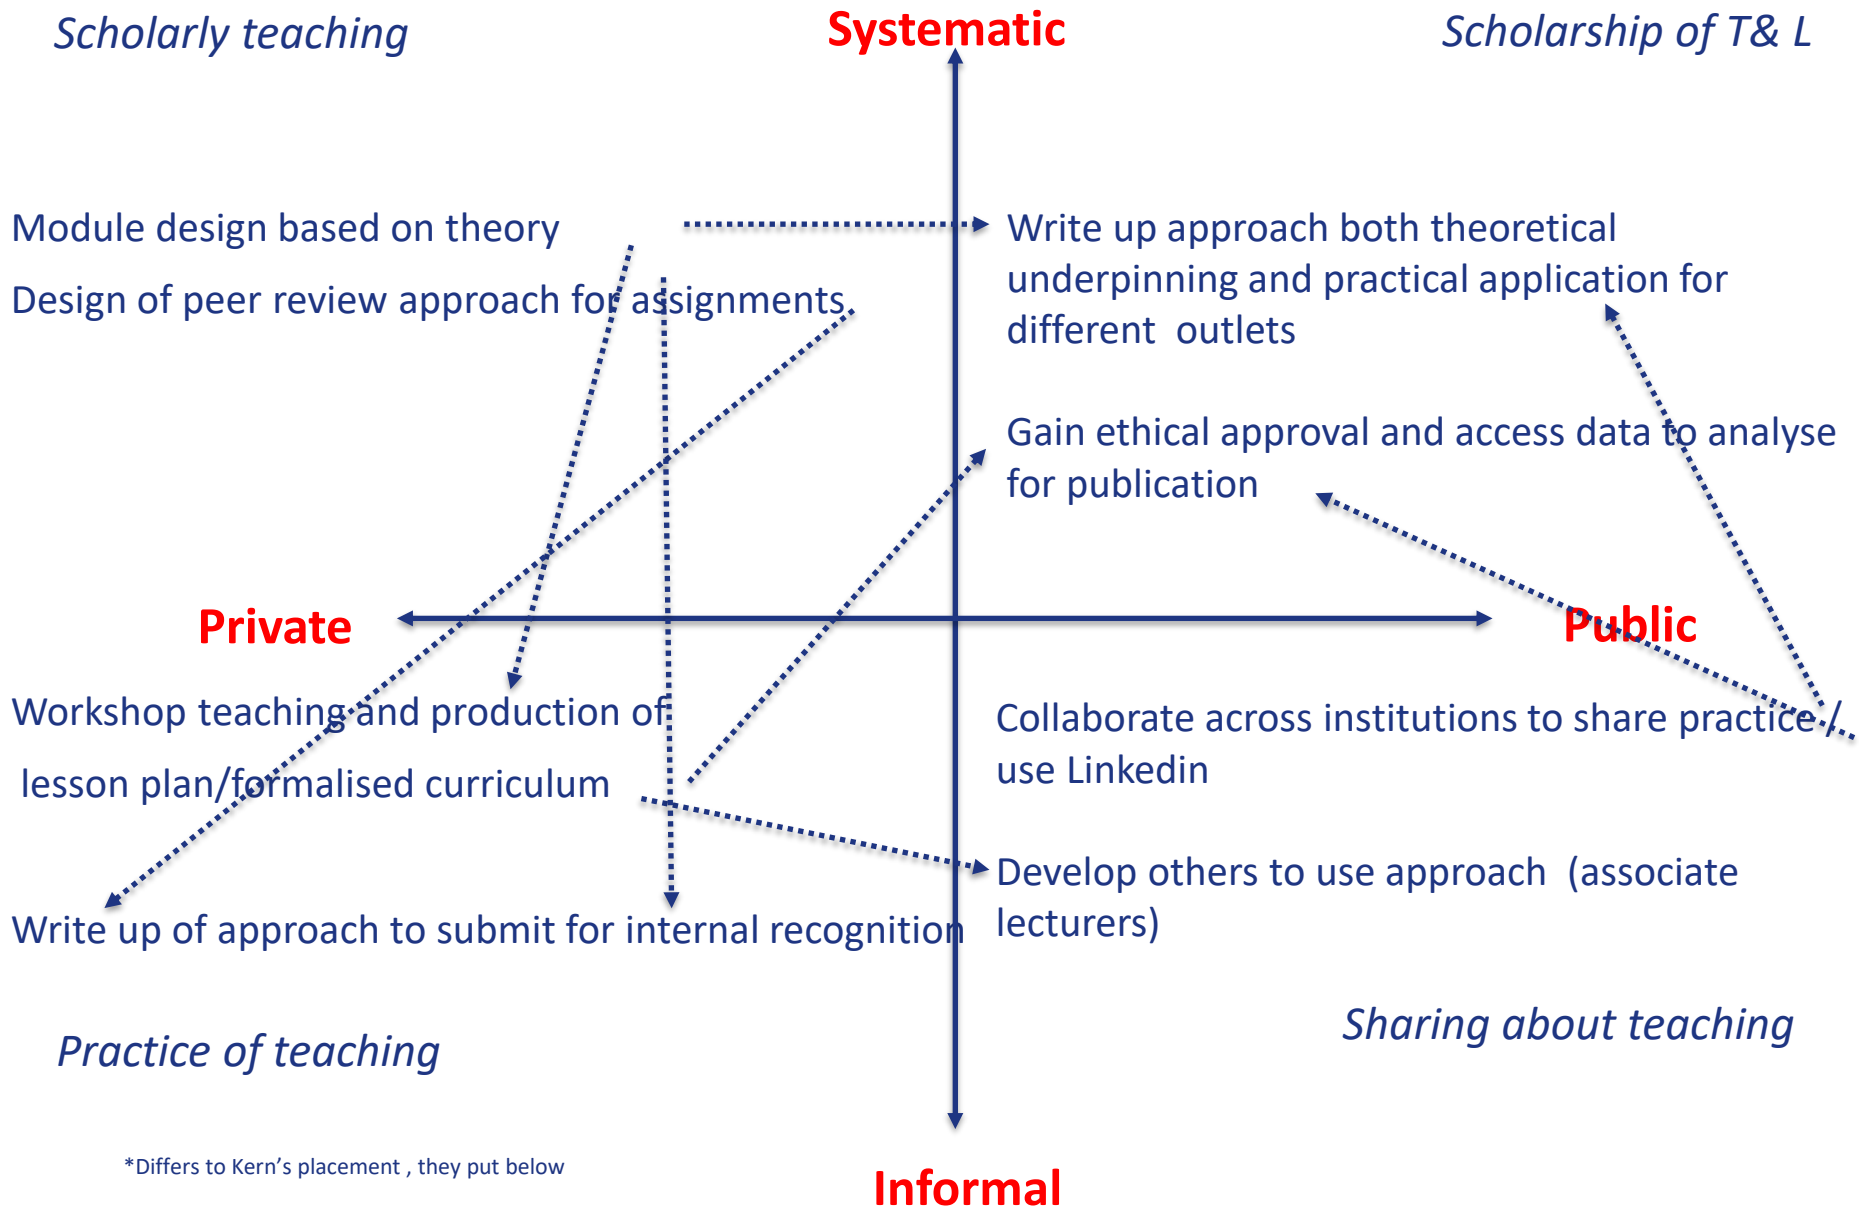 Scholarly teaching
Systematic
Scholarship of T& L
Module design based on theory
Design of peer review approach for assignments
Write up approach both theoretical
underpinning and practical application for
different  outlets
Gain ethical approval and access data to analyse
for publication
Private
Public
Workshop teaching and production of
lesson plan/formalised curriculum
Write up of approach to submit for internal recognition
Collaborate across institutions to share practice /
use Linkedin
Develop others to use approach  (associate
lecturers)
Practice of teaching
Sharing about teaching
*Differs to Kern’s placement , they put below
Informal